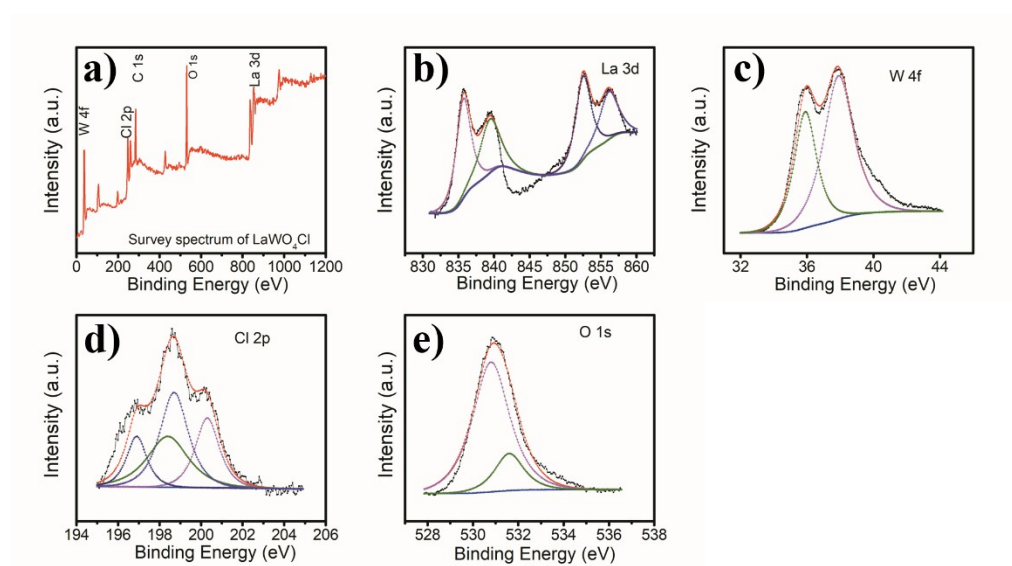 a)
W 4f
Cl 2p
C 1s
O 1s
La 3d
Survey spectrum of LaWO₄Cl
Intensity (a.u.)
0 200 400 600 800 1000 1200
Binding Energy (eV)
b)
La 3d
Intensity (a.u.)
830 835 840 845 850 855 860
Binding Energy (eV)
c)
W 4f
Intensity (a.u.)
32 36 40 44
Binding Energy (eV)
d)
Cl 2p
Intensity (a.u.)
194 196 198 200 202 204 206
Binding Energy (eV)
e)
O 1s
Intensity (a.u.)
528 530 532 534 536 538
Binding Energy (eV)